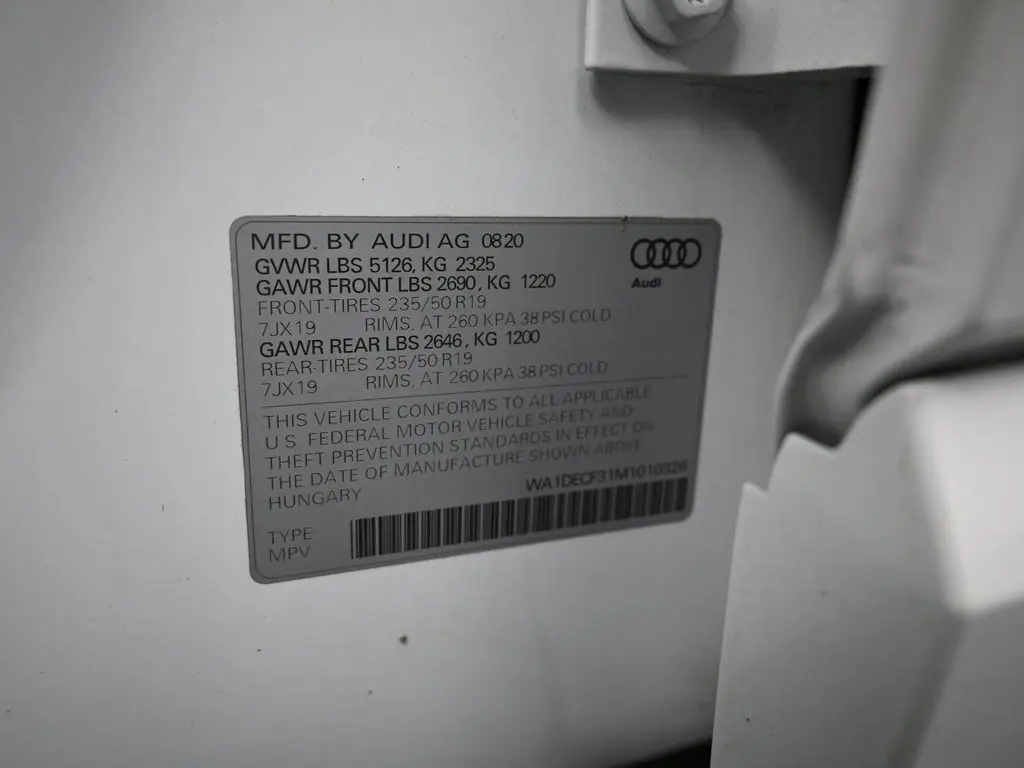 MFD. BY AUDI AG 0820
GVWR LBS 5126, KG 2325
GAWR FRONT LBS 2690, KG 1220
FRONT-TIRES 235/50 R19
7JX19 RIMS, AT 260 KPA 38 PSI COLD
GAWR REAR LBS 2646, KG 1200
REAR-TIRES 235/50 R19
7JX19 RIMS, AT 260 KPA 38 PSI COLD
Audi
THIS VEHICLE CONFORMS TO ALL APPLICABLE
U.S. FEDERAL MOTOR VEHICLE SAFETY AND
THEFT PREVENTION STANDARDS IN EFFECT ON
THE DATE OF MANUFACTURE SHOWN ABOVE
HUNGARY
WA1DECF31M1010326
TYPE
MPV